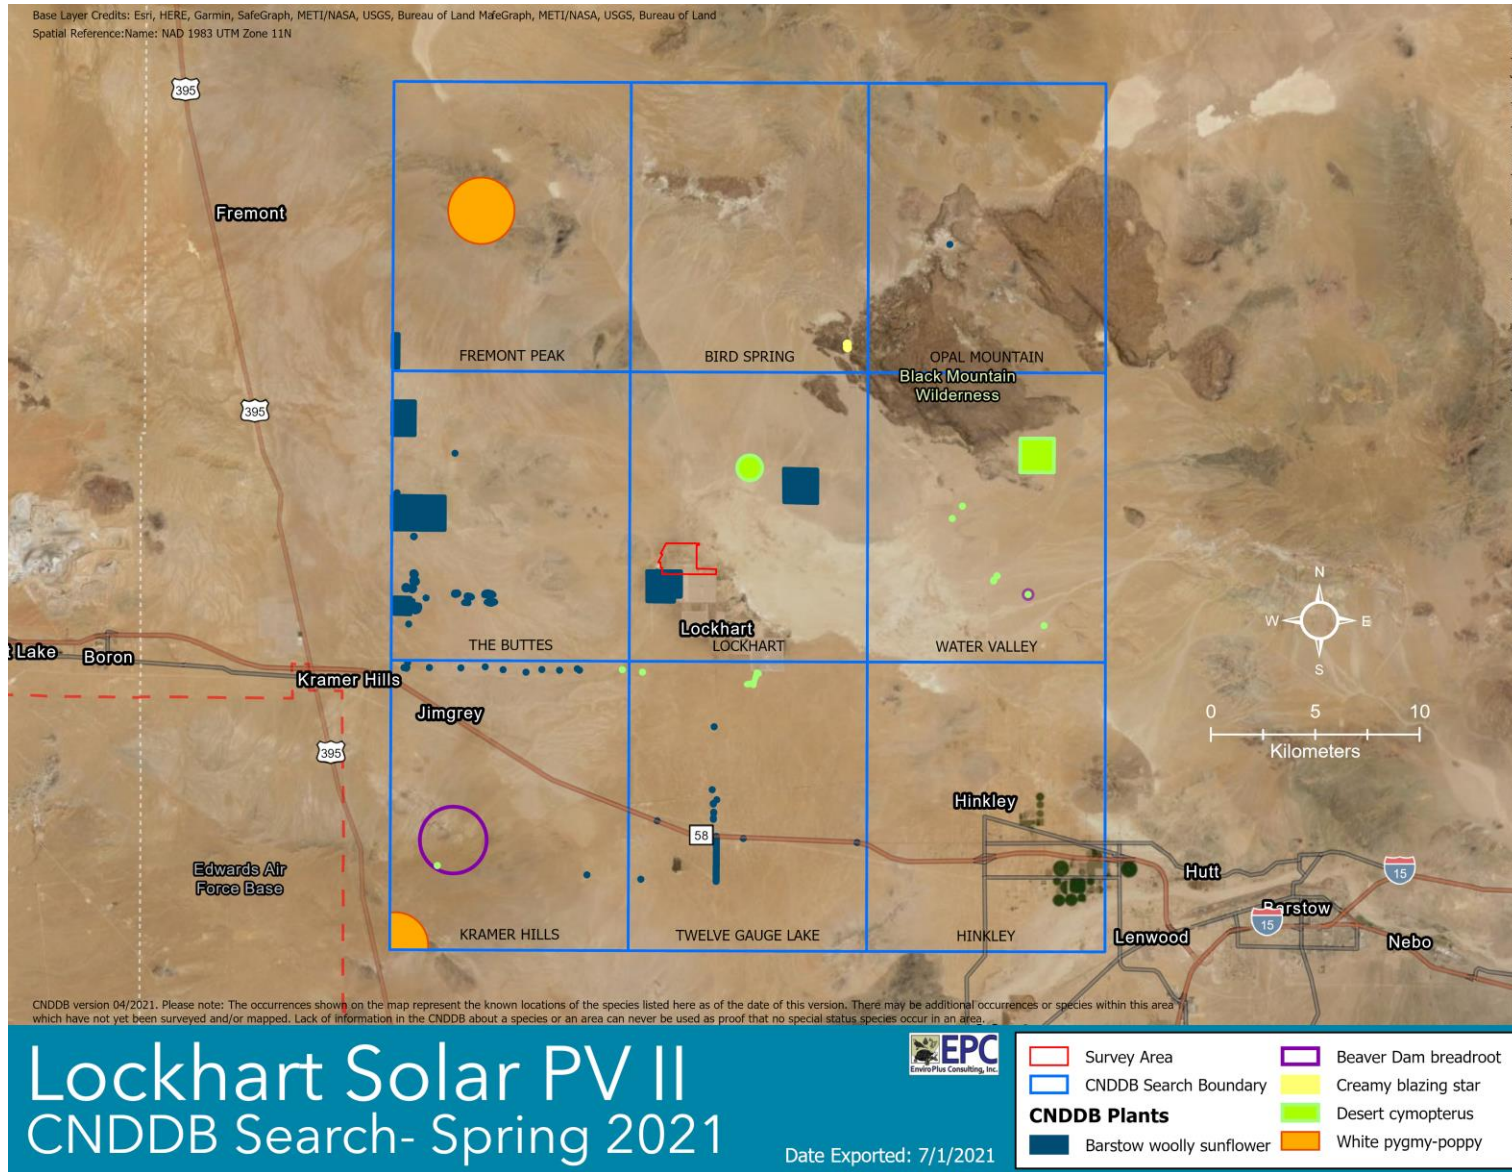 Base Layer Credits: Esri, HERE, Garmin, SafeGraph, METI/NASA, USGS, Bureau of Land MafeGraph, METI/NASA, USGS, Bureau of Land
Spatial Reference:Name: NAD 1983 UTM Zone 11N
395
Fremont
FREMONT PEAK
BIRD SPRING
OPAL MOUNTAIN
Black Mountain
Wilderness
395
N
W
E
S
THE BUTTES
Lockhart
LOCKHART
WATER VALLEY
t Lake
Boron
Kramer Hills
Jimgrey
395
0 5 10
Kilometers
Hinkley
58
Edwards Air
Force Base
Hutt
15
Barstow
15
KRAMER HILLS
TWELVE GAUGE LAKE
HINKLEY
Lenwood
Nebo
CNDDB version 04/2021. Please note: The occurrences shown on the map represent the known locations of the species listed here as of the date of this version. There may be additional occurrences or species within this area
which have not yet been surveyed and/or mapped. Lack of information in the CNDDB about a species or an area can never be used as proof that no special status species occur in an area.
Lockhart Solar PV II
CNDDB Search- Spring 2021
Date Exported: 7/1/2021
EPC
EnviroPlus Consulting, Inc.
Survey Area
CNDDB Search Boundary
CNDDB Plants
Barstow woolly sunflower
Beaver Dam breadroot
Creamy blazing star
Desert cymopterus
White pygmy-poppy